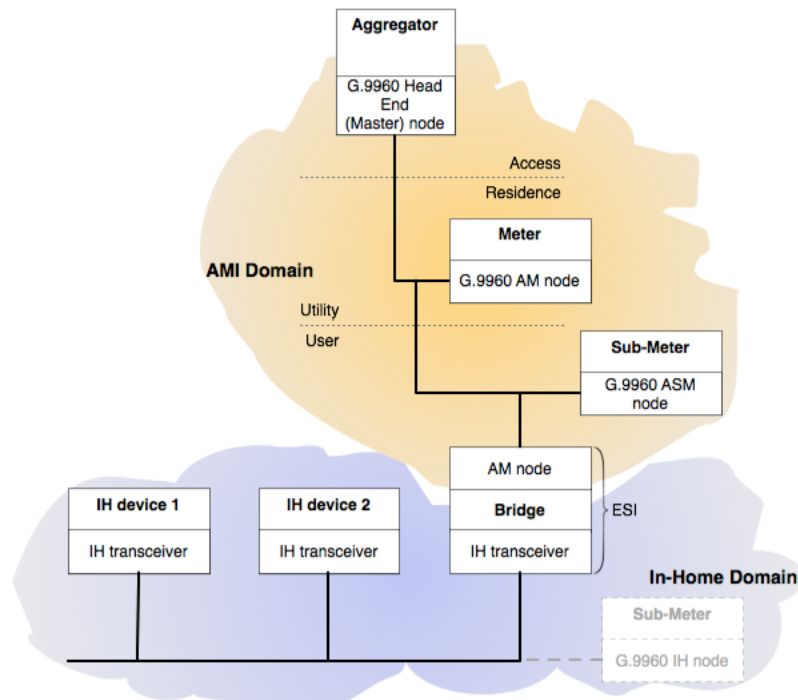 Aggregator
G.9960 Head
End
(Master) node
Access
Residence
Meter
AMI Domain
G.9960 AM node
Utility
User
Sub-Meter
G.9960 ASM
node
AM node
IH device 1
IH device 2
Bridge
ESI
IH transceiver
IH transceiver
IH transceiver
In-Home Domain
Sub-Meter
G.9960 IH node